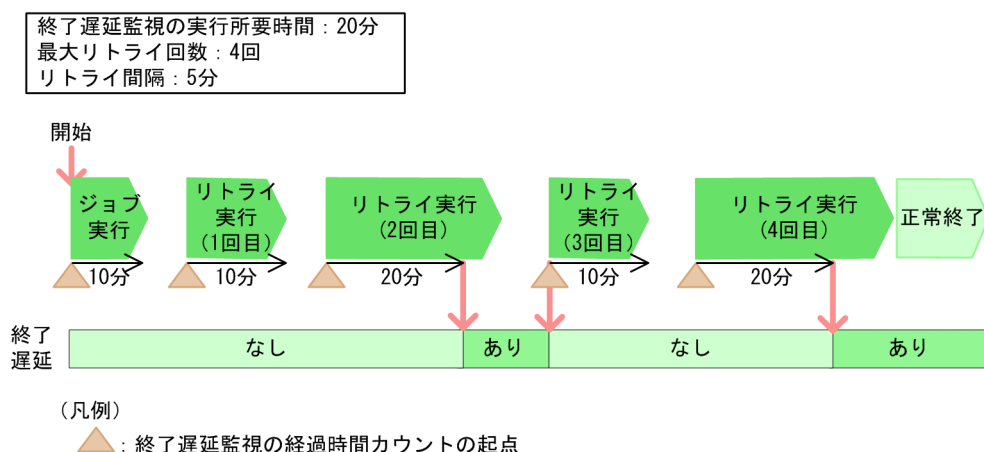 終了遅延監視の実行所要時間：20分
最大リトライ回数：4回
リトライ間隔：5分
開始
ジョブ
実行
リトライ
実行
(1回目)
リトライ実行
(2回目)
リトライ
実行
(3回目)
リトライ実行
(4回目)
正常終了
10分
10分
20分
10分
20分
終了
遅延
なし
あり
なし
あり
（凡例）
：終了遅延監視の経過時間カウントの起点